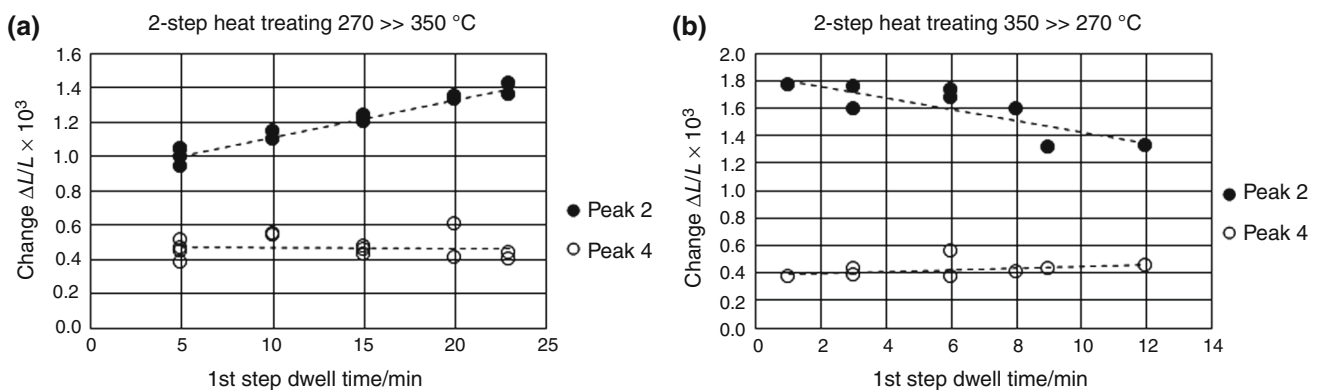 (a)
2-step heat treating 270 >> 350 °C
1.6
1.4
1.2
1.0
0.8
0.6
0.4
0.2
0.0
Change ΔL/L × 10³
0 5 10 15 20 25
1st step dwell time/min
Peak 2
Peak 4
(b)
2-step heat treating 350 >> 270 °C
2.0
1.8
1.6
1.4
1.2
1.0
0.8
0.6
0.4
0.2
0.0
Change ΔL/L × 10³
0 2 4 6 8 10 12 14
1st step dwell time/min
Peak 2
Peak 4